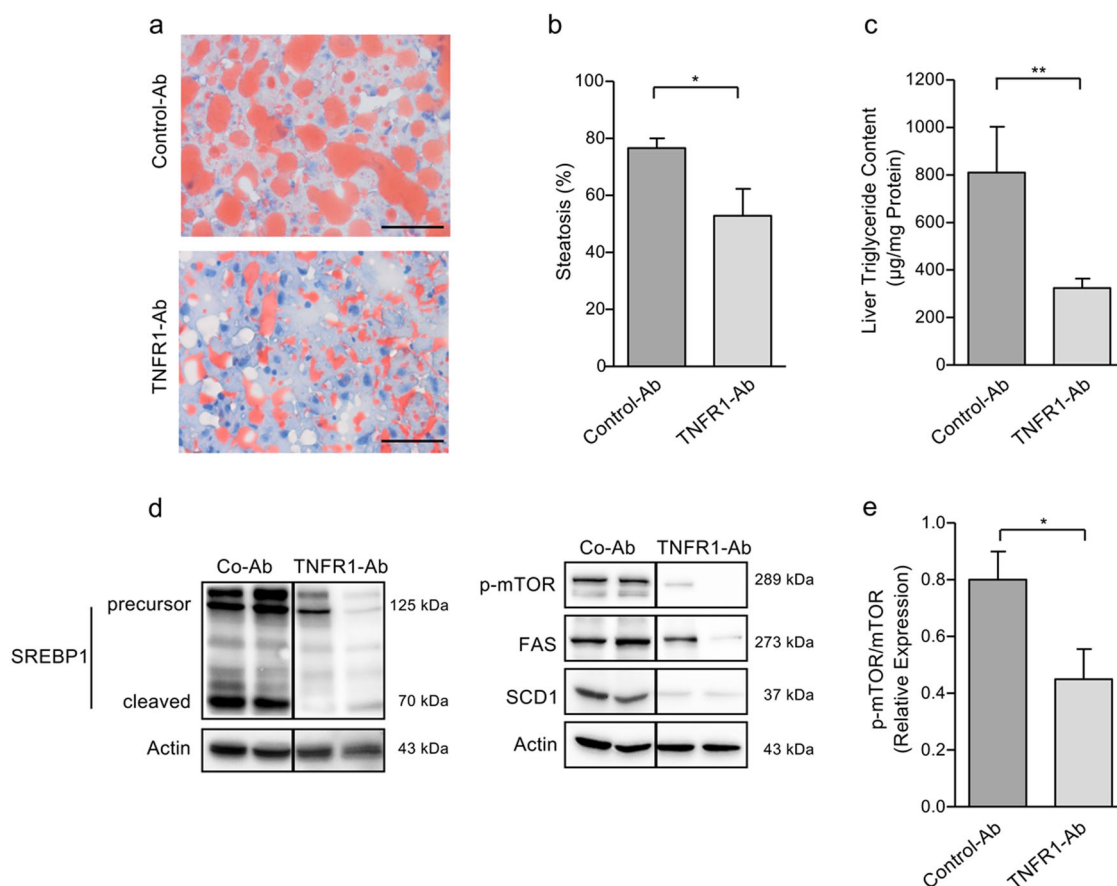 a
Control-Ab
TNFR1-Ab
b
Steatosis (%)
100
80
60
40
20
0
*
Control-Ab
TNFR1-Ab
c
Liver Triglyceride Content
(µg/mg Protein)
1200
1000
800
600
400
200
0
**
Control-Ab
TNFR1-Ab
d
Co-Ab TNFR1-Ab
SREBP1
precursor
125 kDa
cleaved
70 kDa
Actin
43 kDa
Co-Ab TNFR1-Ab
p-mTOR
289 kDa
FAS
273 kDa
SCD1
37 kDa
Actin
43 kDa
e
p-mTOR/mTOR
(Relative Expression)
1.0
0.8
0.6
0.4
0.2
0.0
*
Control-Ab
TNFR1-Ab